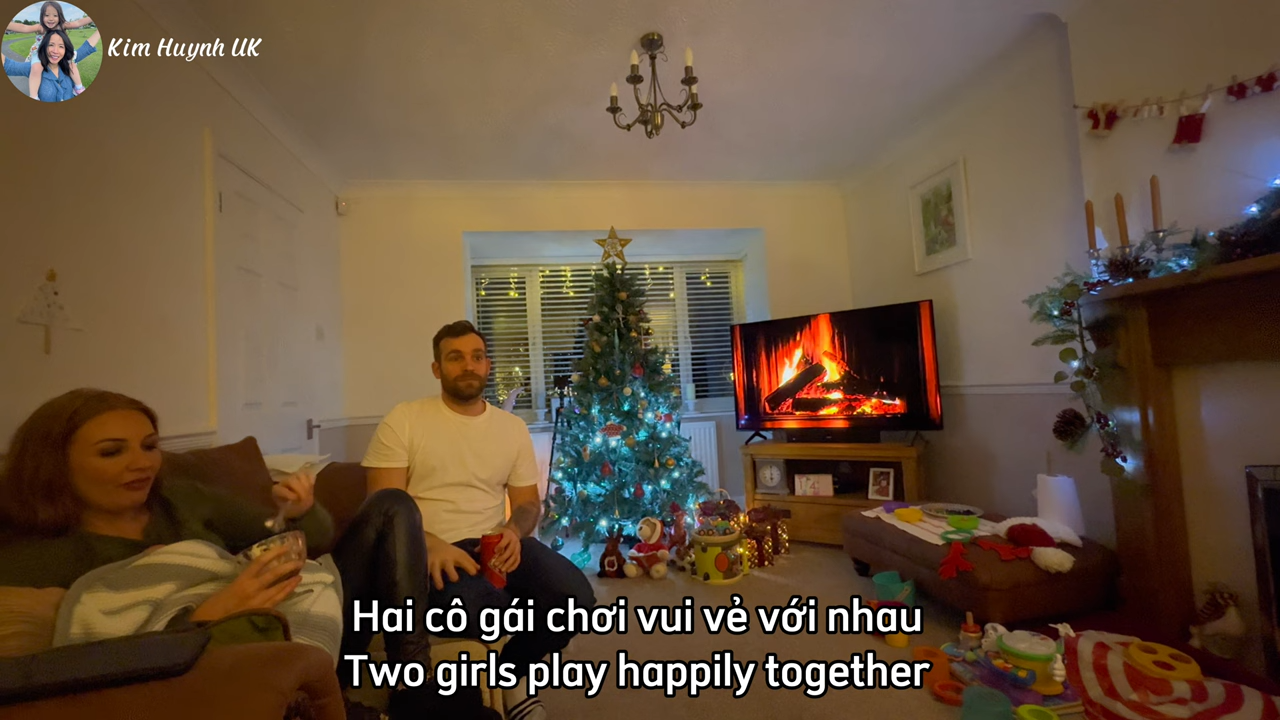 Kim Huynh UK
Hai cô gái chơi vui vẻ với nhau
Two girls play happily together